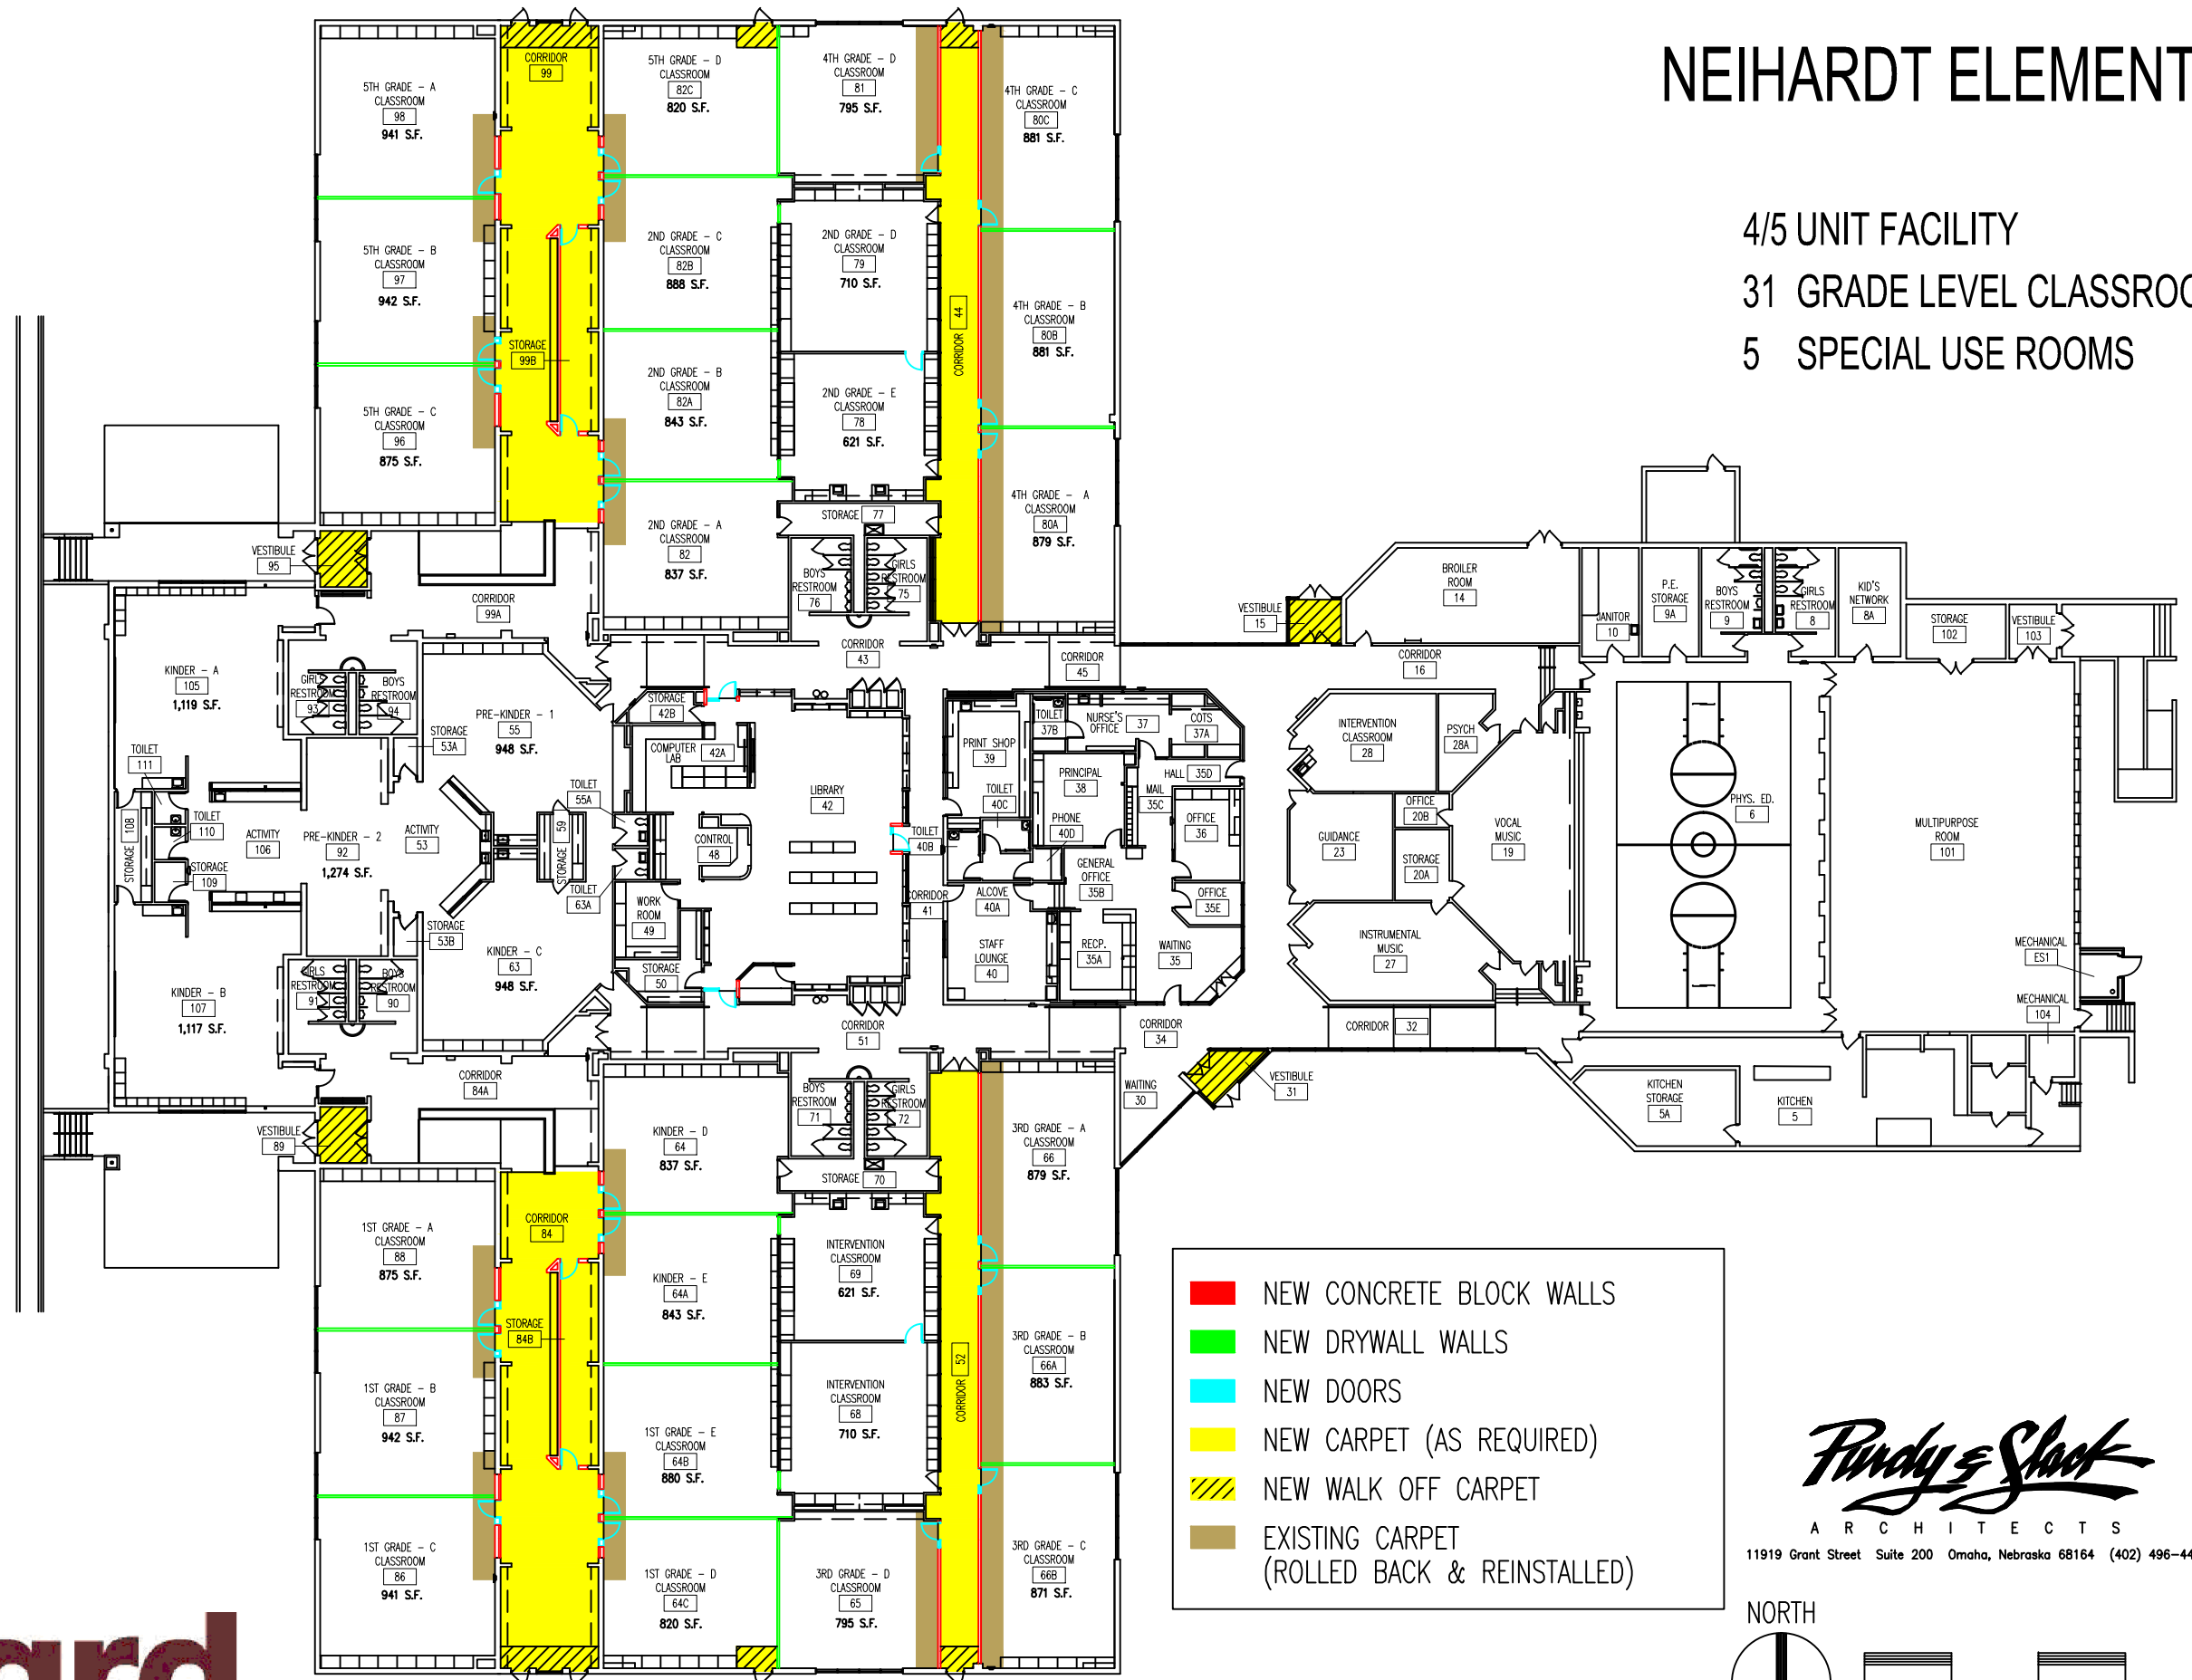 NEIHARDT ELEMENT
4/5 UNIT FACILITY
31 GRADE LEVEL CLASSROO
5 SPECIAL USE ROOMS
5TH GRADE - A
CLASSROOM
98
941 S.F.
CORRIDOR
99
5TH GRADE - D
CLASSROOM
82C
820 S.F.
4TH GRADE - D
CLASSROOM
81
795 S.F.
4TH GRADE - C
CLASSROOM
80C
881 S.F.
5TH GRADE - B
CLASSROOM
97
942 S.F.
2ND GRADE - C
CLASSROOM
82B
888 S.F.
2ND GRADE - D
CLASSROOM
79
710 S.F.
4TH GRADE - B
CLASSROOM
80B
881 S.F.
CORRIDOR 44
STORAGE
99B
5TH GRADE - C
CLASSROOM
96
875 S.F.
2ND GRADE - B
CLASSROOM
82A
843 S.F.
2ND GRADE - E
CLASSROOM
78
621 S.F.
4TH GRADE - A
CLASSROOM
80A
879 S.F.
2ND GRADE - A
CLASSROOM
82
837 S.F.
STORAGE 77
BOYS
RESTROOM
76
GIRLS
RESTROOM
75
VESTIBULE
95
CORRIDOR
99A
CORRIDOR
43
CORRIDOR
45
VESTIBULE
15
BROILER
ROOM
14
JANITOR
10
P.E.
STORAGE
9A
BOYS
RESTROOM
9
GIRLS
RESTROOM
8
KID'S
NETWORK
8A
STORAGE
102
VESTIBULE
103
CORRIDOR
16
KINDER - A
105
1,119 S.F.
GIRLS
RESTROOM
93
BOYS
RESTROOM
94
STORAGE
53A
PRE-KINDER - 1
55
948 S.F.
STORAGE
42B
COMPUTER
LAB
42A
LIBRARY
42
PRINT SHOP
39
TOILET
37B
NURSE'S
OFFICE
37
COTS
37A
PRINCIPAL
38
HALL 35D
MAIL
35C
INTERVENTION
CLASSROOM
28
PSYCH
28A
TOILET
111
TOILET
110
STORAGE
109
STORAGE 108
ACTIVITY
106
PRE-KINDER - 2
92
1,274 S.F.
ACTIVITY
53
STORAGE 59
TOILET
55A
TOILET
63A
CONTROL
48
TOILET
40B
TOILET
40C
PHONE
40D
OFFICE
36
GENERAL
OFFICE
35B
OFFICE
35E
GUIDANCE
23
OFFICE
20B
STORAGE
20A
VOCAL
MUSIC
19
PHYS. ED.
6
MULTIPURPOSE
ROOM
101
KINDER - B
107
1,117 S.F.
STORAGE
53B
GIRLS
RESTROOM
91
BOYS
RESTROOM
90
KINDER - C
63
948 S.F.
WORK
ROOM
49
STORAGE
50
CORRIDOR
41
ALCOVE
40A
STAFF
LOUNGE
40
RECP.
35A
WAITING
35
INSTRUMENTAL
MUSIC
27
MECHANICAL
ES1
MECHANICAL
104
CORRIDOR
51
CORRIDOR
34
CORRIDOR 32
CORRIDOR
84A
VESTIBULE
89
WAITING
30
VESTIBULE
31
KITCHEN
STORAGE
5A
KITCHEN
5
KINDER - D
64
837 S.F.
BOYS
RESTROOM
71
GIRLS
RESTROOM
72
STORAGE 70
3RD GRADE - A
CLASSROOM
66
879 S.F.
1ST GRADE - A
CLASSROOM
88
875 S.F.
CORRIDOR
84
KINDER - E
64A
843 S.F.
INTERVENTION
CLASSROOM
69
621 S.F.
STORAGE
84B
3RD GRADE - B
CLASSROOM
66A
883 S.F.
CORRIDOR 52
1ST GRADE - B
CLASSROOM
87
942 S.F.
1ST GRADE - E
CLASSROOM
64B
880 S.F.
INTERVENTION
CLASSROOM
68
710 S.F.
1ST GRADE - C
CLASSROOM
86
941 S.F.
1ST GRADE - D
CLASSROOM
64C
820 S.F.
3RD GRADE - D
CLASSROOM
65
795 S.F.
3RD GRADE - C
CLASSROOM
66B
871 S.F.
NEW CONCRETE BLOCK WALLS
NEW DRYWALL WALLS
NEW DOORS
NEW CARPET (AS REQUIRED)
NEW WALK OFF CARPET
EXISTING CARPET
(ROLLED BACK & REINSTALLED)
Purdy & Slack
ARCHITECTS
11919 Grant Street Suite 200 Omaha, Nebraska 68164 (402) 496-44
NORTH
ard